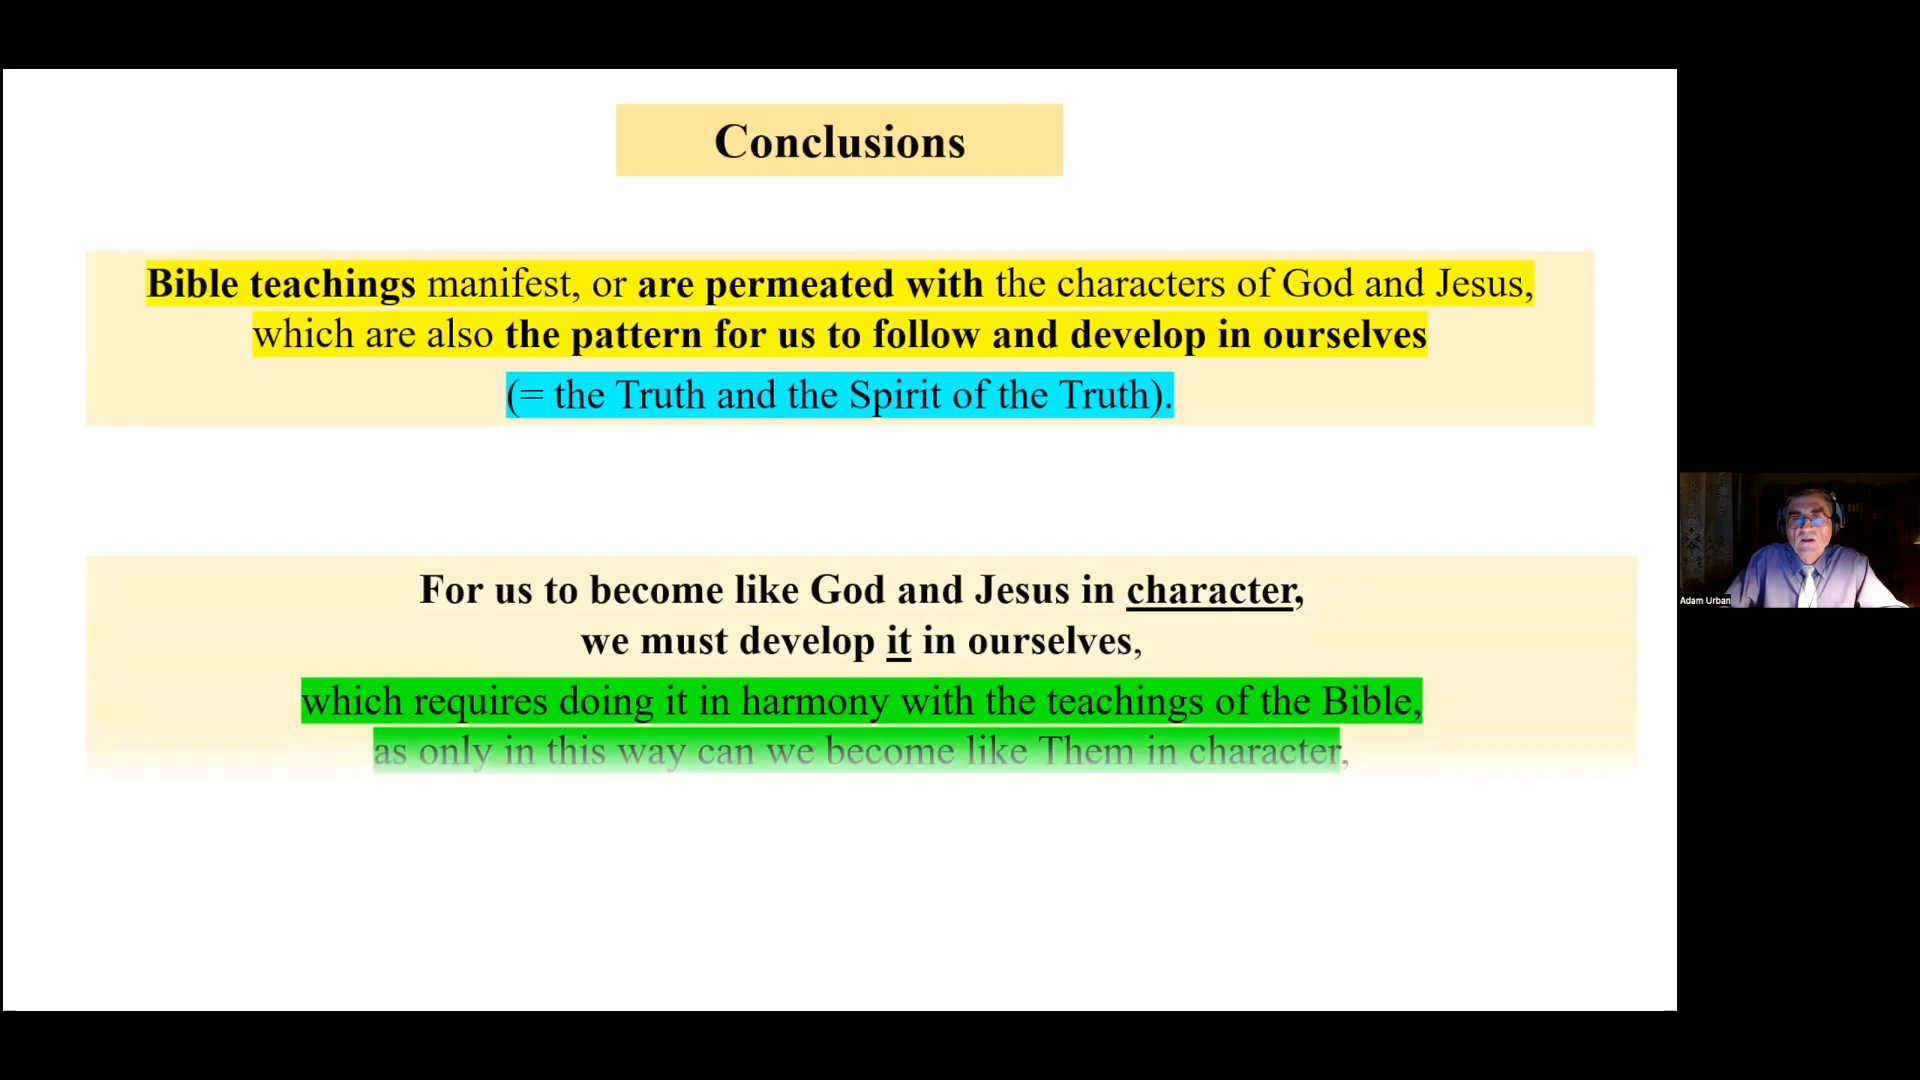 Conclusions
Bible teachings manifest, or are permeated with the characters of God and Jesus,
which are also the pattern for us to follow and develop in ourselves
(= the Truth and the Spirit of the Truth).
For us to become like God and Jesus in character,
we must develop it in ourselves,
which requires doing it in harmony with the teachings of the Bible,
as only in this way can we become like Them in character,
Adam Urban